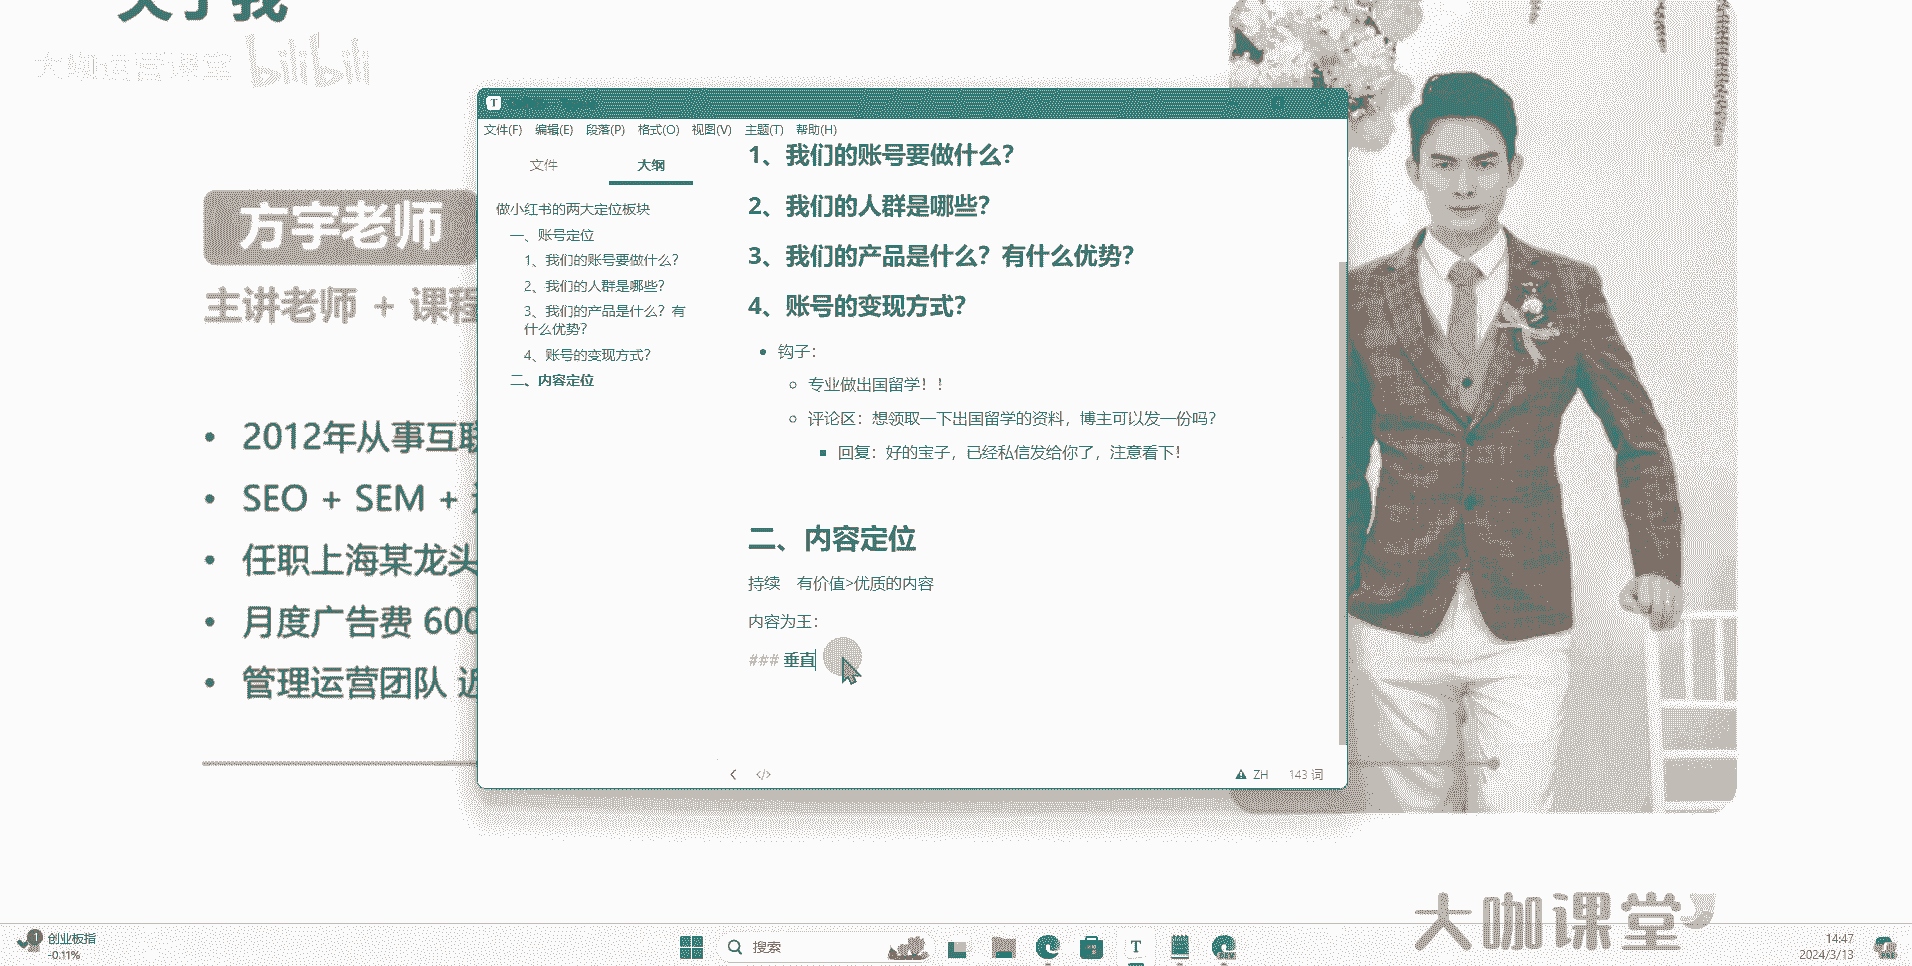 关于我
大咖运营课堂 bilibili
方宇老师
主讲老师 + 课程
2012年从事互联
SEO + SEM +
任职上海某龙头
月度广告费 600
管理运营团队 近
T
文件(F) 编辑(E) 段落(P) 格式(O) 视图(V) 主题(T) 帮助(H)
文件 大纲
做小红书的两大定位板块
一、账号定位
1、我们的账号要做什么？
2、我们的人群是哪些？
3、我们的产品是什么？有
什么优势？
4、账号的变现方式？
二、内容定位
1、我们的账号要做什么？
2、我们的人群是哪些？
3、我们的产品是什么？有什么优势？
4、账号的变现方式？
钩子：
专业做出国留学！！
评论区：想领取一下出国留学的资料，博主可以发一份吗？
回复：好的宝子，已经私信发给你了，注意看下！
二、内容定位
持续 有价值>优质的内容
内容为王：
### 垂直
ZH 143 词
大咖课堂
1 创业板指
-0.11%
搜索
T
14:47
2024/3/13